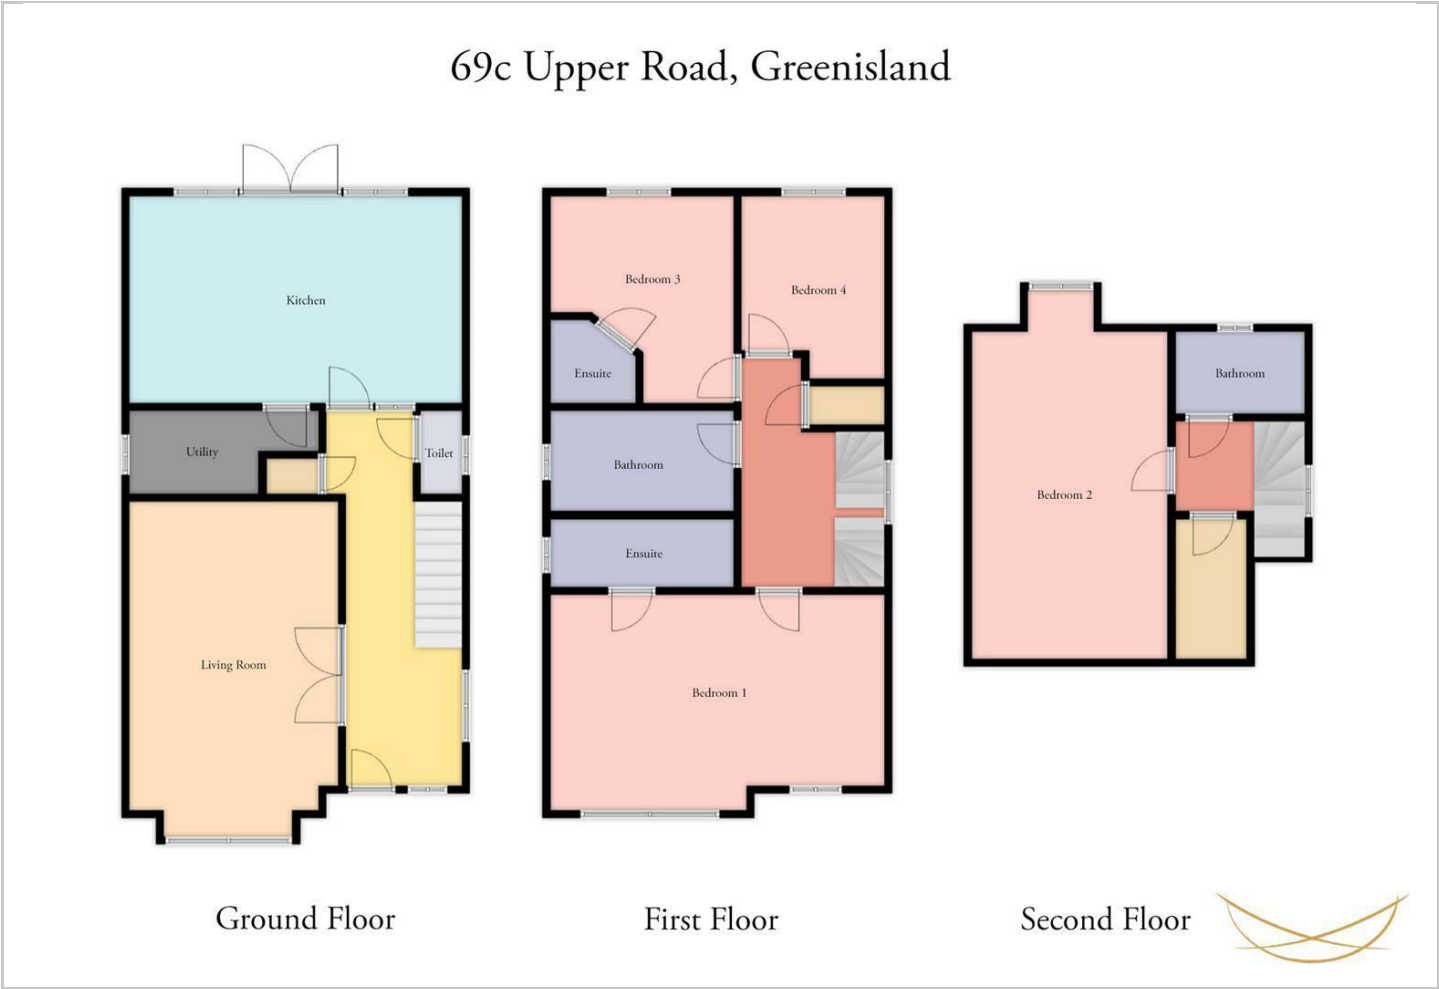 69c Upper Road, Greenisland
Kitchen
Utility
Toilet
Living Room
Bedroom 3
Bedroom 4
Ensuite
Bathroom
Ensuite
Bedroom 1
Bathroom
Bedroom 2
Ground Floor
First Floor
Second Floor